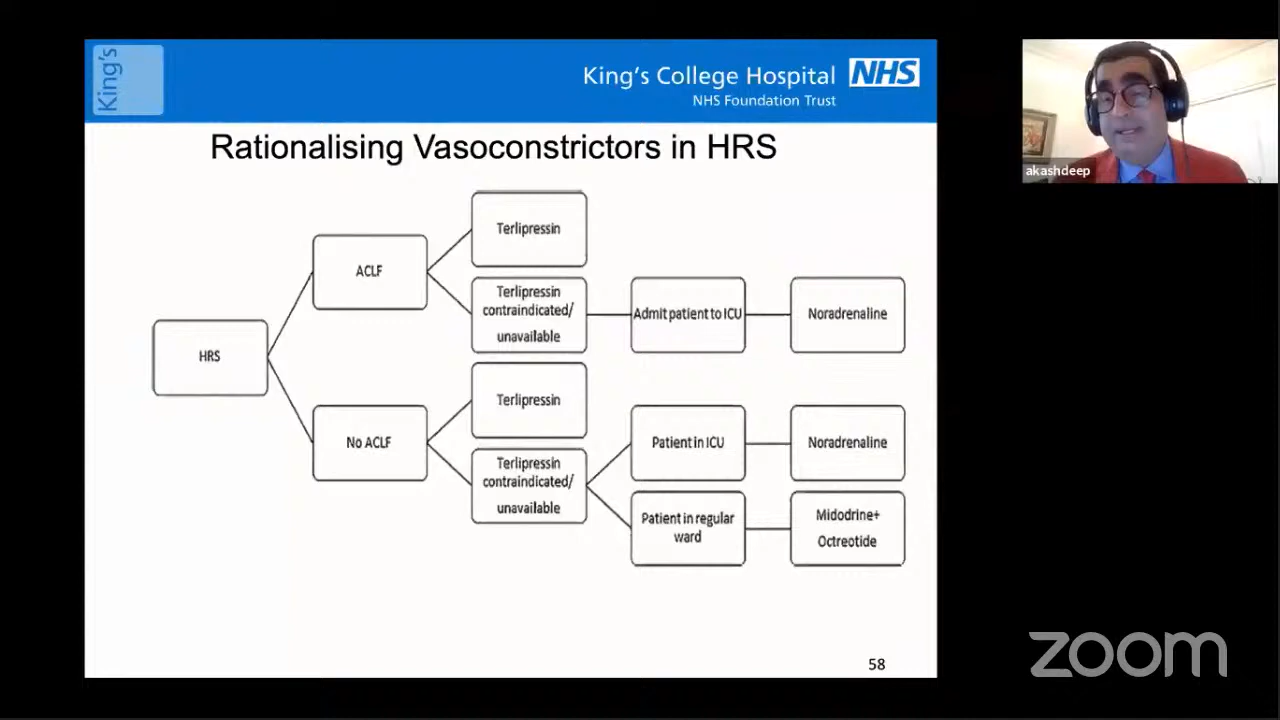 King's
King's College Hospital NHS
NHS Foundation Trust
Rationalising Vasoconstrictors in HRS
HRS
ACLF
Terlipressin
Terlipressin
contraindicated/
unavailable
Admit patient to ICU
Noradrenaline
No ACLF
Terlipressin
Terlipressin
contraindicated/
unavailable
Patient in ICU
Noradrenaline
Patient in regular
ward
Midodrine+
Octreotide
58
akashdeep
zoom